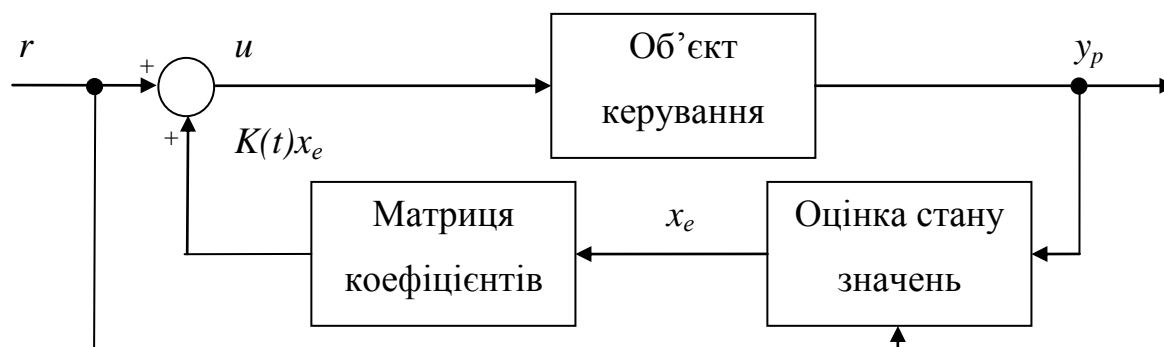 r
+
u
Об’єкт
керування
yₚ
+
K(t)xₑ
Матриця
коефіцієнтів
xₑ
Оцінка стану
значень